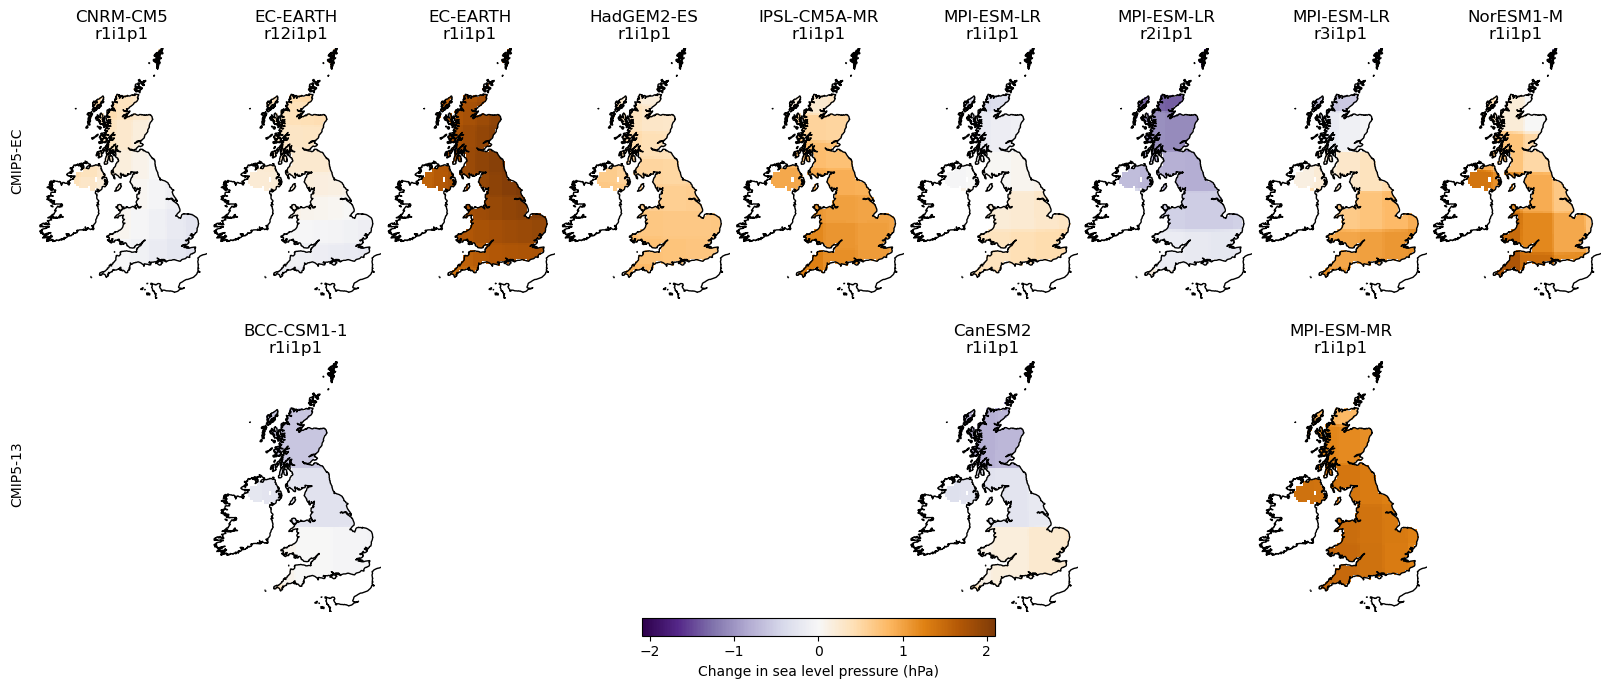 CNRM-CM5
r1i1p1
EC-EARTH
r12i1p1
EC-EARTH
r1i1p1
HadGEM2-ES
r1i1p1
IPSL-CM5A-MR
r1i1p1
MPI-ESM-LR
r1i1p1
MPI-ESM-LR
r2i1p1
MPI-ESM-LR
r3i1p1
NorESM1-M
r1i1p1
CMIP5-EC
BCC-CSM1-1
r1i1p1
CanESM2
r1i1p1
MPI-ESM-MR
r1i1p1
CMIP5-13
−2 −1 0 1 2
Change in sea level pressure (hPa)